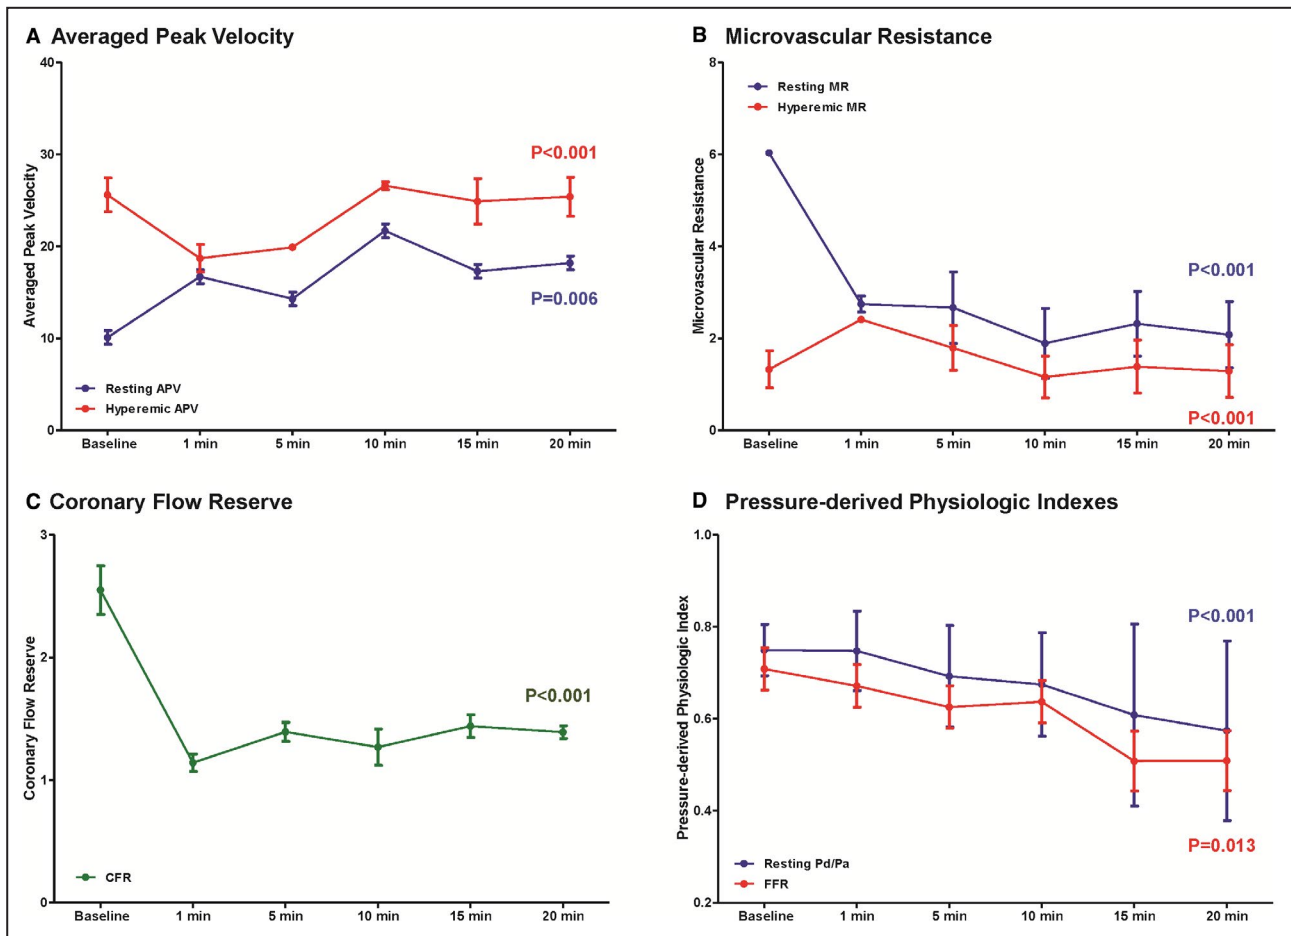 A Averaged Peak Velocity
40
30
20
10
0
Averaged Peak Velocity
P<0.001
P=0.006
Resting APV
Hyperemic APV
Baseline 1 min 5 min 10 min 15 min 20 min
B Microvascular Resistance
8
6
4
2
0
Microvascular Resistance
Resting MR
Hyperemic MR
P<0.001
P<0.001
Baseline 1 min 5 min 10 min 15 min 20 min
C Coronary Flow Reserve
3
2
1
0
Coronary Flow Reserve
P<0.001
CFR
Baseline 1 min 5 min 10 min 15 min 20 min
D Pressure-derived Physiologic Indexes
1.0
0.8
0.6
0.4
0.2
Pressure-derived Physiologic Index
P<0.001
P=0.013
Resting Pd/Pa
FFR
Baseline 1 min 5 min 10 min 15 min 20 min